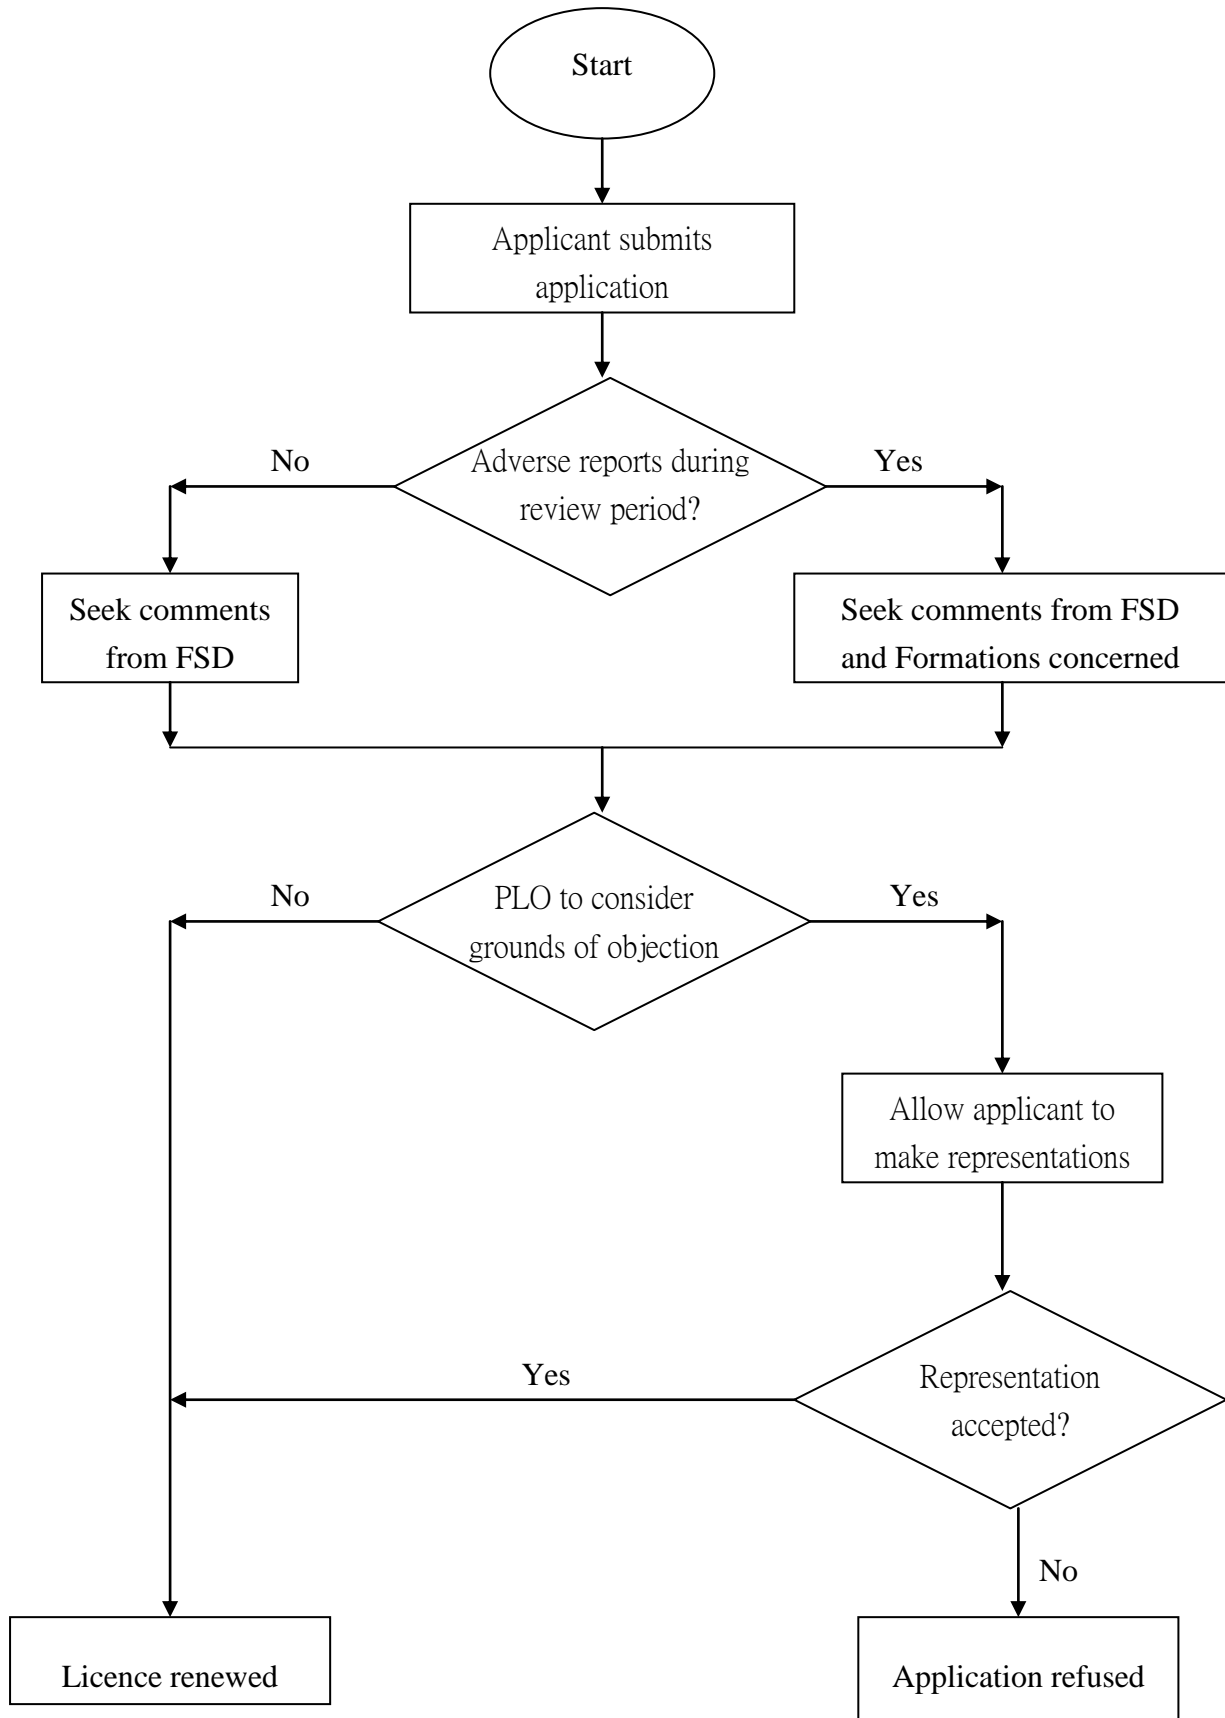 Start
Applicant submits
application
No
Adverse reports during
review period?
Yes
Seek comments
from FSD
Seek comments from FSD
and Formations concerned
No
PLO to consider
grounds of objection
Yes
Allow applicant to
make representations
Yes
Representation
accepted?
No
Licence renewed
Application refused